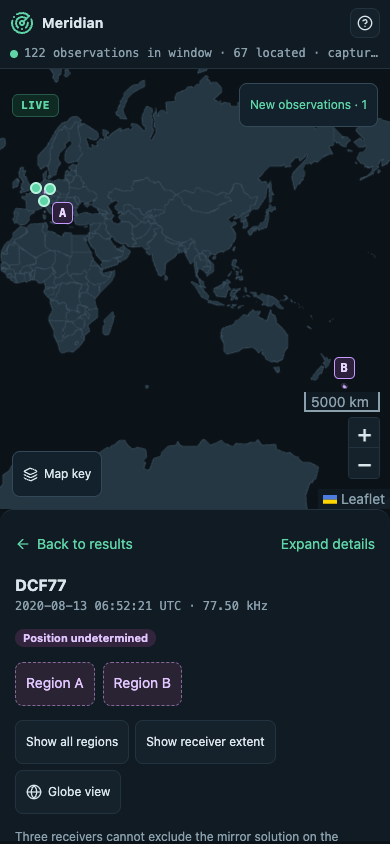 Meridian
122 observations in window · 67 located · captur…
LIVE
New observations · 1
A
B
5000 km
+
−
Map key
Leaflet
Back to results
Expand details
DCF77
2020-08-13 06:52:21 UTC · 77.50 kHz
Position undetermined
Region A
Region B
Show all regions
Show receiver extent
Globe view
Three receivers cannot exclude the mirror solution on the